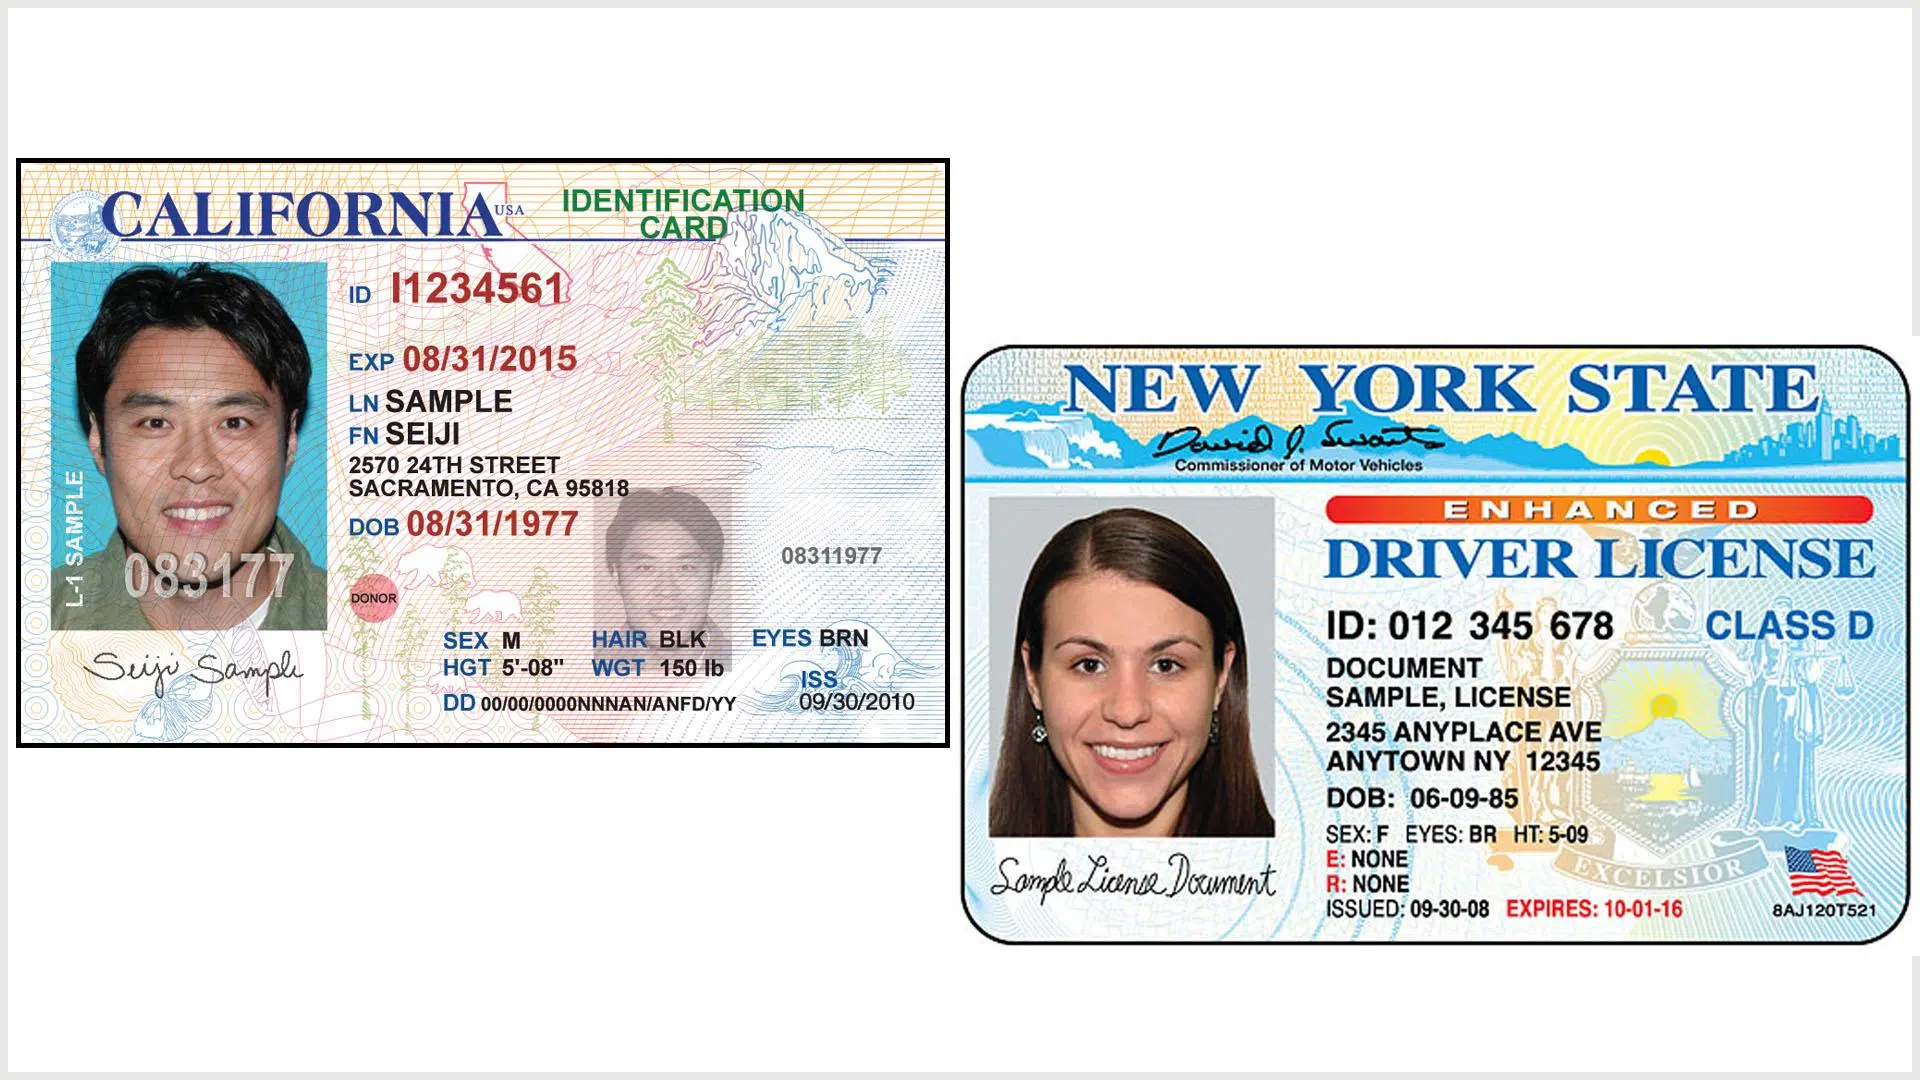 CALIFORNIA USA
IDENTIFICATION
CARD
ID I1234561
EXP 08/31/2015
LN SAMPLE
FN SEIJI
2570 24TH STREET
SACRAMENTO, CA 95818
DOB 08/31/1977
08311977
L-1 SAMPLE
083177
DONOR
Seiji Sample
SEX M HAIR BLK EYES BRN
HGT 5'-08" WGT 150 lb
ISS
DD 00/00/0000NNNAN/ANFD/YY
09/30/2010
NEW YORK STATE
David J. Swarts
Commissioner of Motor Vehicles
ENHANCED
DRIVER LICENSE
ID: 012 345 678 CLASS D
DOCUMENT
SAMPLE, LICENSE
2345 ANYPLACE AVE
ANYTOWN NY 12345
DOB: 06-09-85
SEX: F EYES: BR HT: 5-09
E: NONE
R: NONE
ISSUED: 09-30-08 EXPIRES: 10-01-16
EXCELSIOR
8AJ120T521
Sample License Document